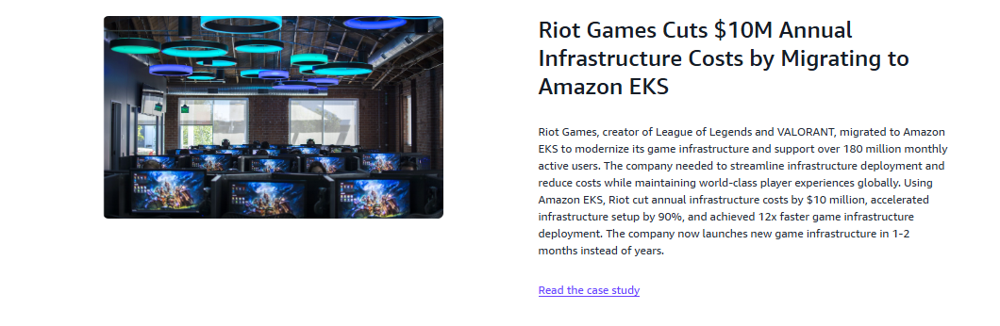 Riot Games Cuts $10M Annual
Infrastructure Costs by Migrating to
Amazon EKS
Riot Games, creator of League of Legends and VALORANT, migrated to Amazon
EKS to modernize its game infrastructure and support over 180 million monthly
active users. The company needed to streamline infrastructure deployment and
reduce costs while maintaining world-class player experiences globally. Using
Amazon EKS, Riot cut annual infrastructure costs by $10 million, accelerated
infrastructure setup by 90%, and achieved 12x faster game infrastructure
deployment. The company now launches new game infrastructure in 1-2
months instead of years.
Read the case study